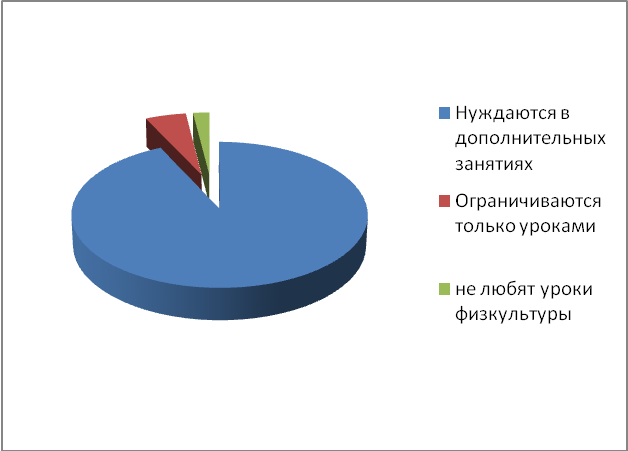 Нуждаются в
дополнительных
занятиях
Ограничиваются
только уроками
не любят уроки
физкультуры